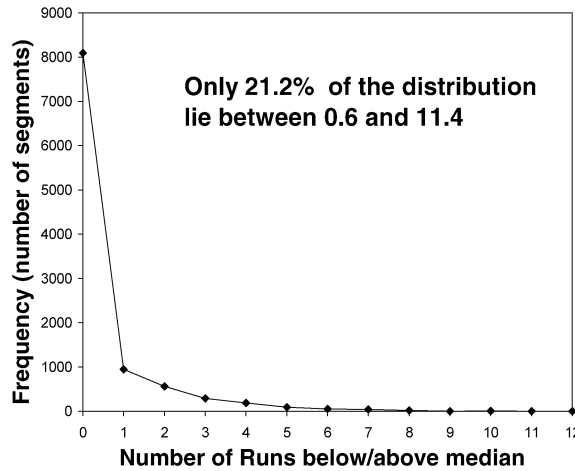 Frequency (number of segments)
9000
8000
7000
6000
5000
4000
3000
2000
1000
0
Only 21.2% of the distribution
lie between 0.6 and 11.4
0 1 2 3 4 5 6 7 8 9 10 11 12
Number of Runs below/above median